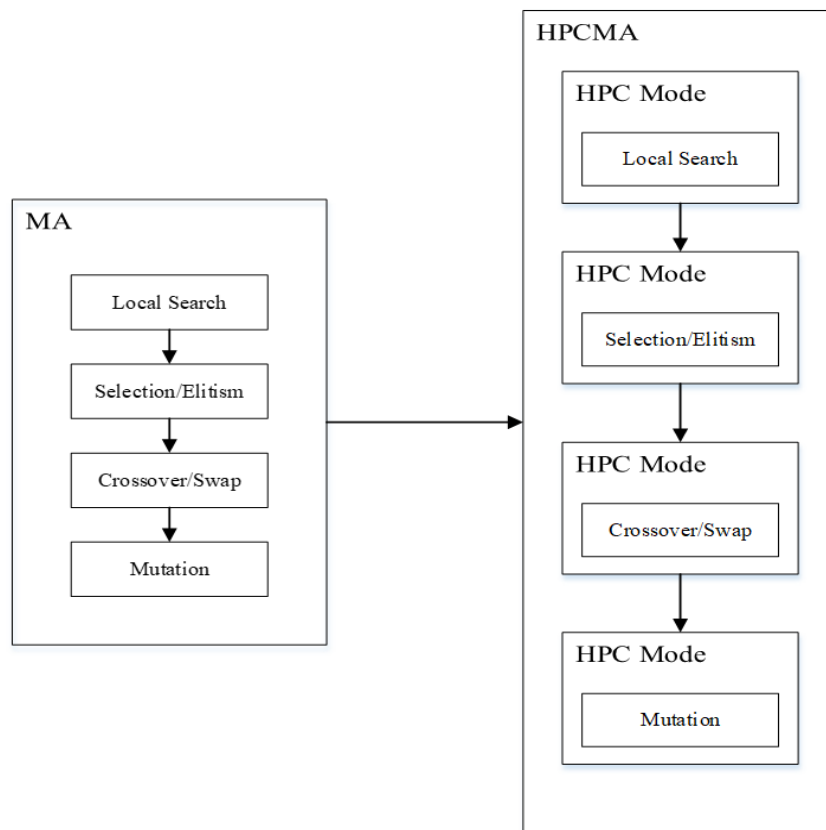 MA
Local Search
Selection/Elitism
Crossover/Swap
Mutation
HPCMA
HPC Mode
Local Search
HPC Mode
Selection/Elitism
HPC Mode
Crossover/Swap
HPC Mode
Mutation